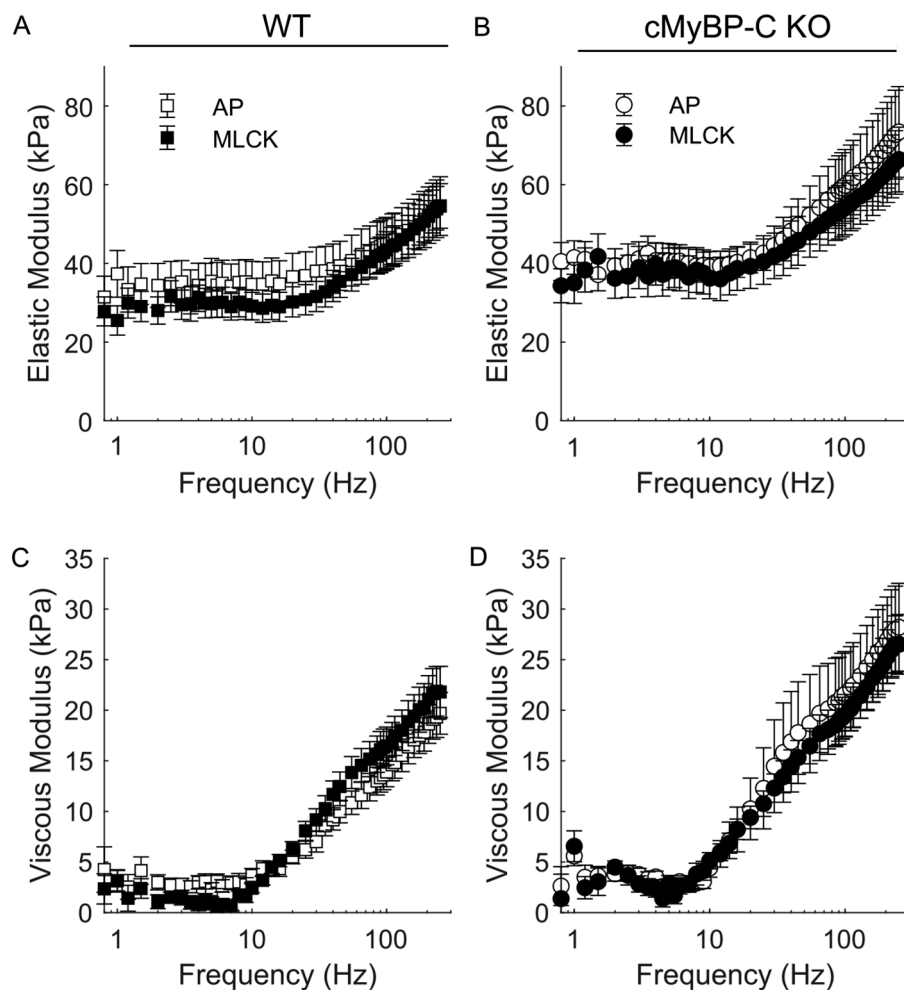 A
WT
B
cMyBP-C KO
Elastic Modulus (kPa)
80
60
40
20
0
AP
MLCK
1
10
100
Frequency (Hz)
Elastic Modulus (kPa)
80
60
40
20
0
AP
MLCK
1
10
100
Frequency (Hz)
C
Viscous Modulus (kPa)
35
30
25
20
15
10
5
0
1
10
100
Frequency (Hz)
D
Viscous Modulus (kPa)
35
30
25
20
15
10
5
0
1
10
100
Frequency (Hz)